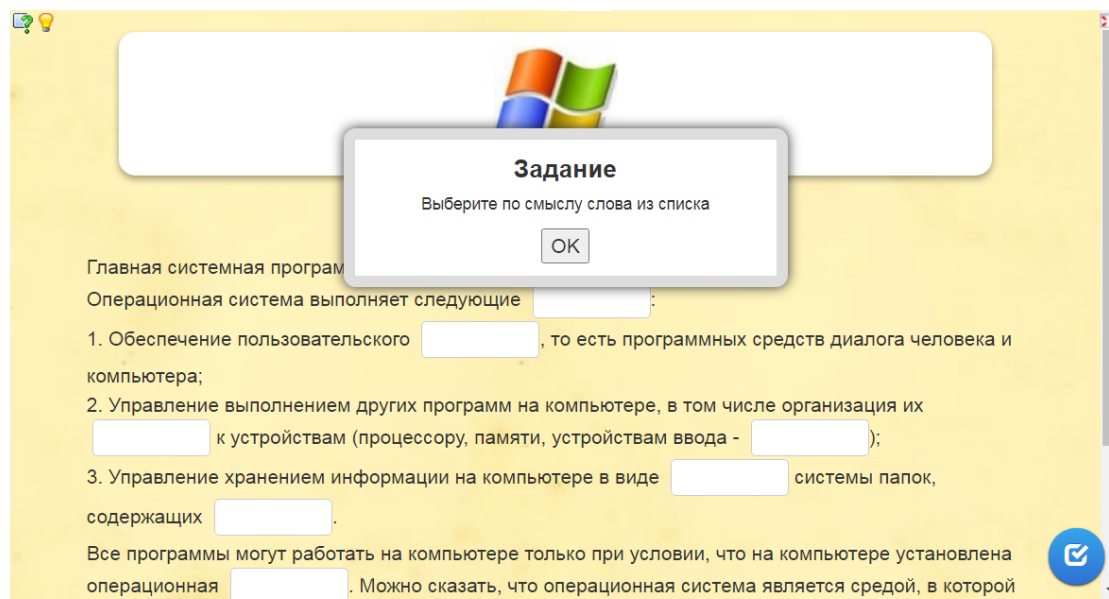 Задание
Выберите по смыслу слова из списка
OK
Главная системная програм
Операционная система выполняет следующие :
1. Обеспечение пользовательского , то есть программных средств диалога человека и
компьютера;
2. Управление выполнением других программ на компьютере, в том числе организация их
к устройствам (процессору, памяти, устройствам ввода - );
3. Управление хранением информации на компьютере в виде системы папок,
содержащих .
Все программы могут работать на компьютере только при условии, что на компьютере установлена
операционная . Можно сказать, что операционная система является средой, в которой